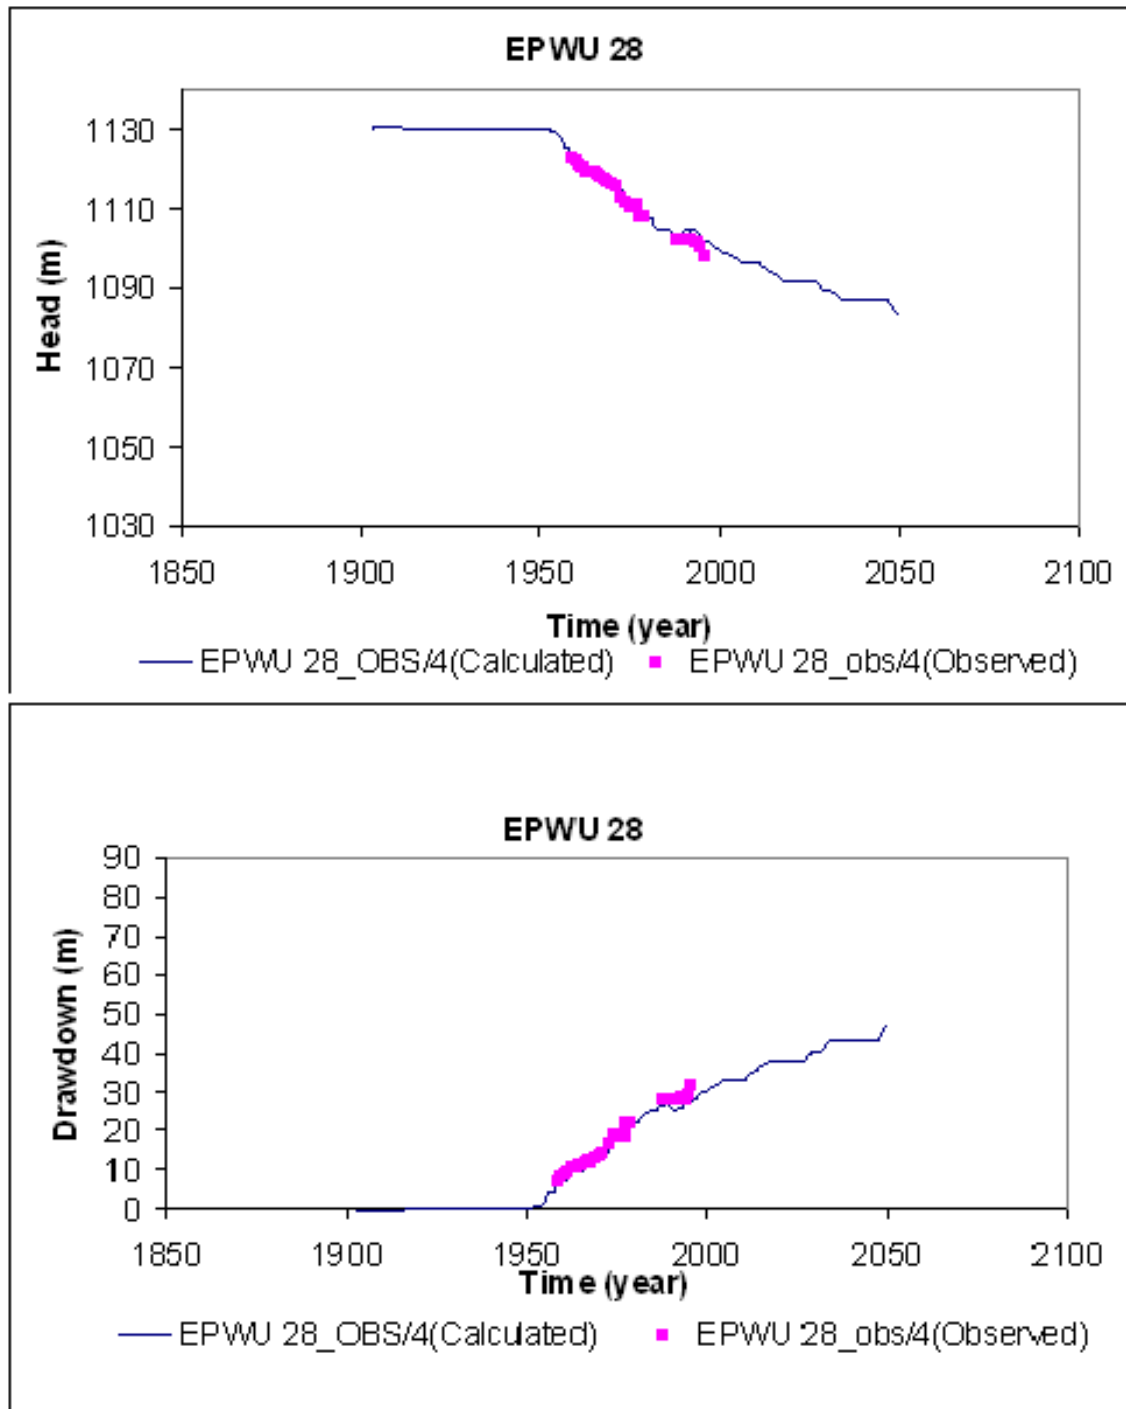 EPWU 28
1130
1110
1090
1070
1050
1030
Head (m)
1850 1900 1950 2000 2050 2100
Time (year)
EPWU 28_OBS/4(Calculated) EPWU 28_obs/4(Observed)
EPWU 28
90
80
70
60
50
40
30
20
10
0
Drawdown (m)
1850 1900 1950 2000 2050 2100
Time (year)
EPWU 28_OBS/4(Calculated) EPWU 28_obs/4(Observed)